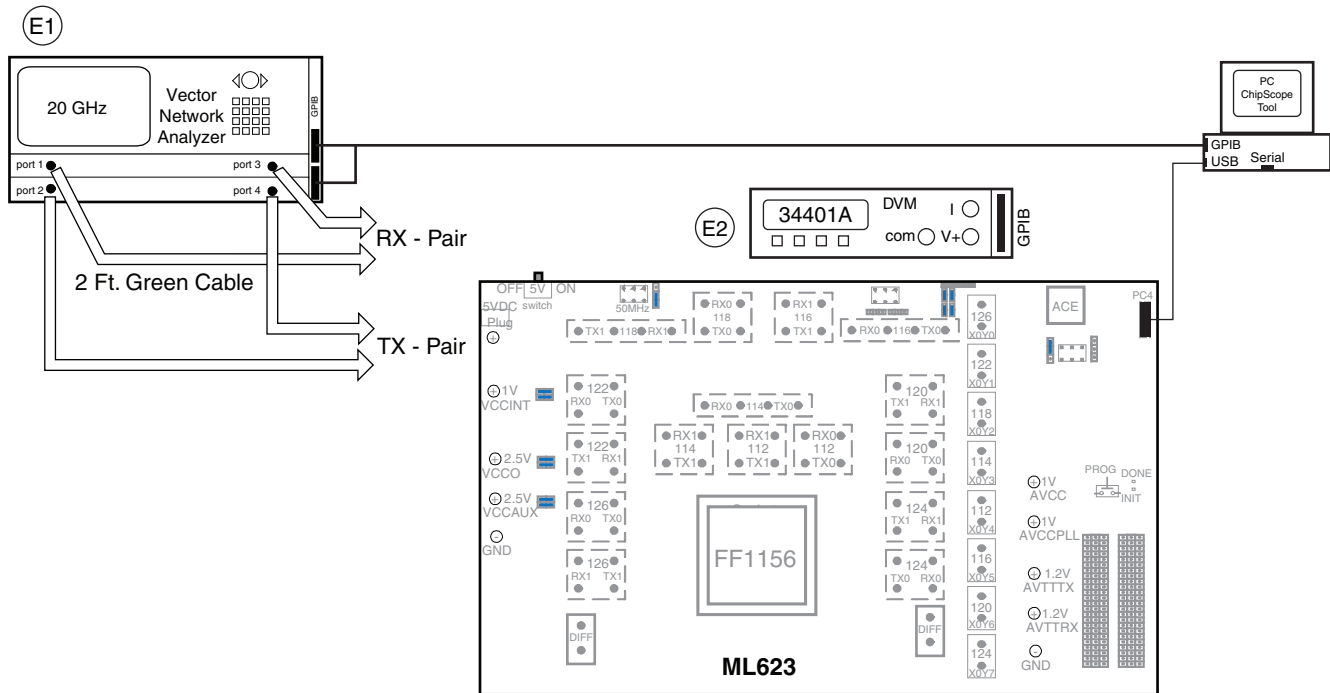 E1
20 GHz
Vector
Network
Analyzer
GPIB
port 1
port 3
port 2
port 4
PC
ChipScope
Tool
GPIB
USB
Serial
RX - Pair
2 Ft. Green Cable
TX - Pair
E2
34401A
DVM
I
com
V+
GPIB
OFF 5V ON
switch
5VDC
Plug
50MHz
TX1 118 RX1
RX0
118
TX0
RX1
116
TX1
RX0 116 TX0
ACE
PC4
1V
VCCINT
2.5V
VCCO
2.5V
VCCAUX
GND
122
RX0 TX0
122
TX1 RX1
126
RX0 TX0
126
RX1 TX1
DIFF
RX0 114 TX0
RX1
114
TX1
RX1
112
TX1
RX0
112
TX0
FF1156
120
TX1 RX1
120
RX0 TX0
124
TX1 RX1
124
TX0 RX0
DIFF
126
X0Y0
122
X0Y1
118
X0Y2
114
X0Y3
112
X0Y4
116
X0Y5
120
X0Y6
124
X0Y7
PROG
DONE
INIT
1V
AVCC
1V
AVCCPLL
1.2V
AVTTTX
1.2V
AVTTRX
GND
ML623